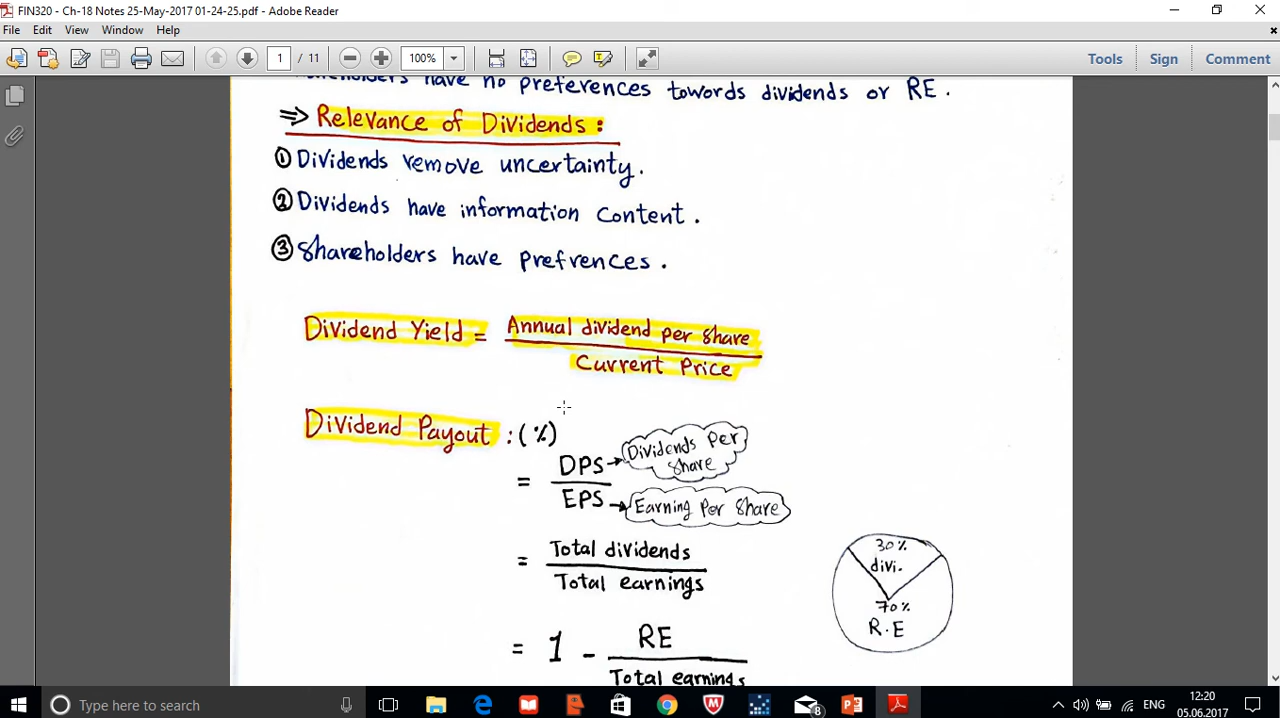 FIN320 - Ch-18 Notes 25-May-2017 01-24-25.pdf - Adobe Reader
File Edit View Window Help
1 / 11 100% Tools Sign Comment
have no preferences towards dividends or RE.
⇒ Relevance of Dividends:
① Dividends remove uncertainty.
② Dividends have information content.
③ Shareholders have prefrences.
Dividend Yield = Annual dividend per share
Current Price
Dividend Payout : (%)
= DPS → Dividends Per share
EPS → Earning Per Share
= Total dividends
Total earnings
30% divi.
70% R.E
= 1 - RE
Total earnings
Type here to search
8
ENG
12:20
05.06.2017